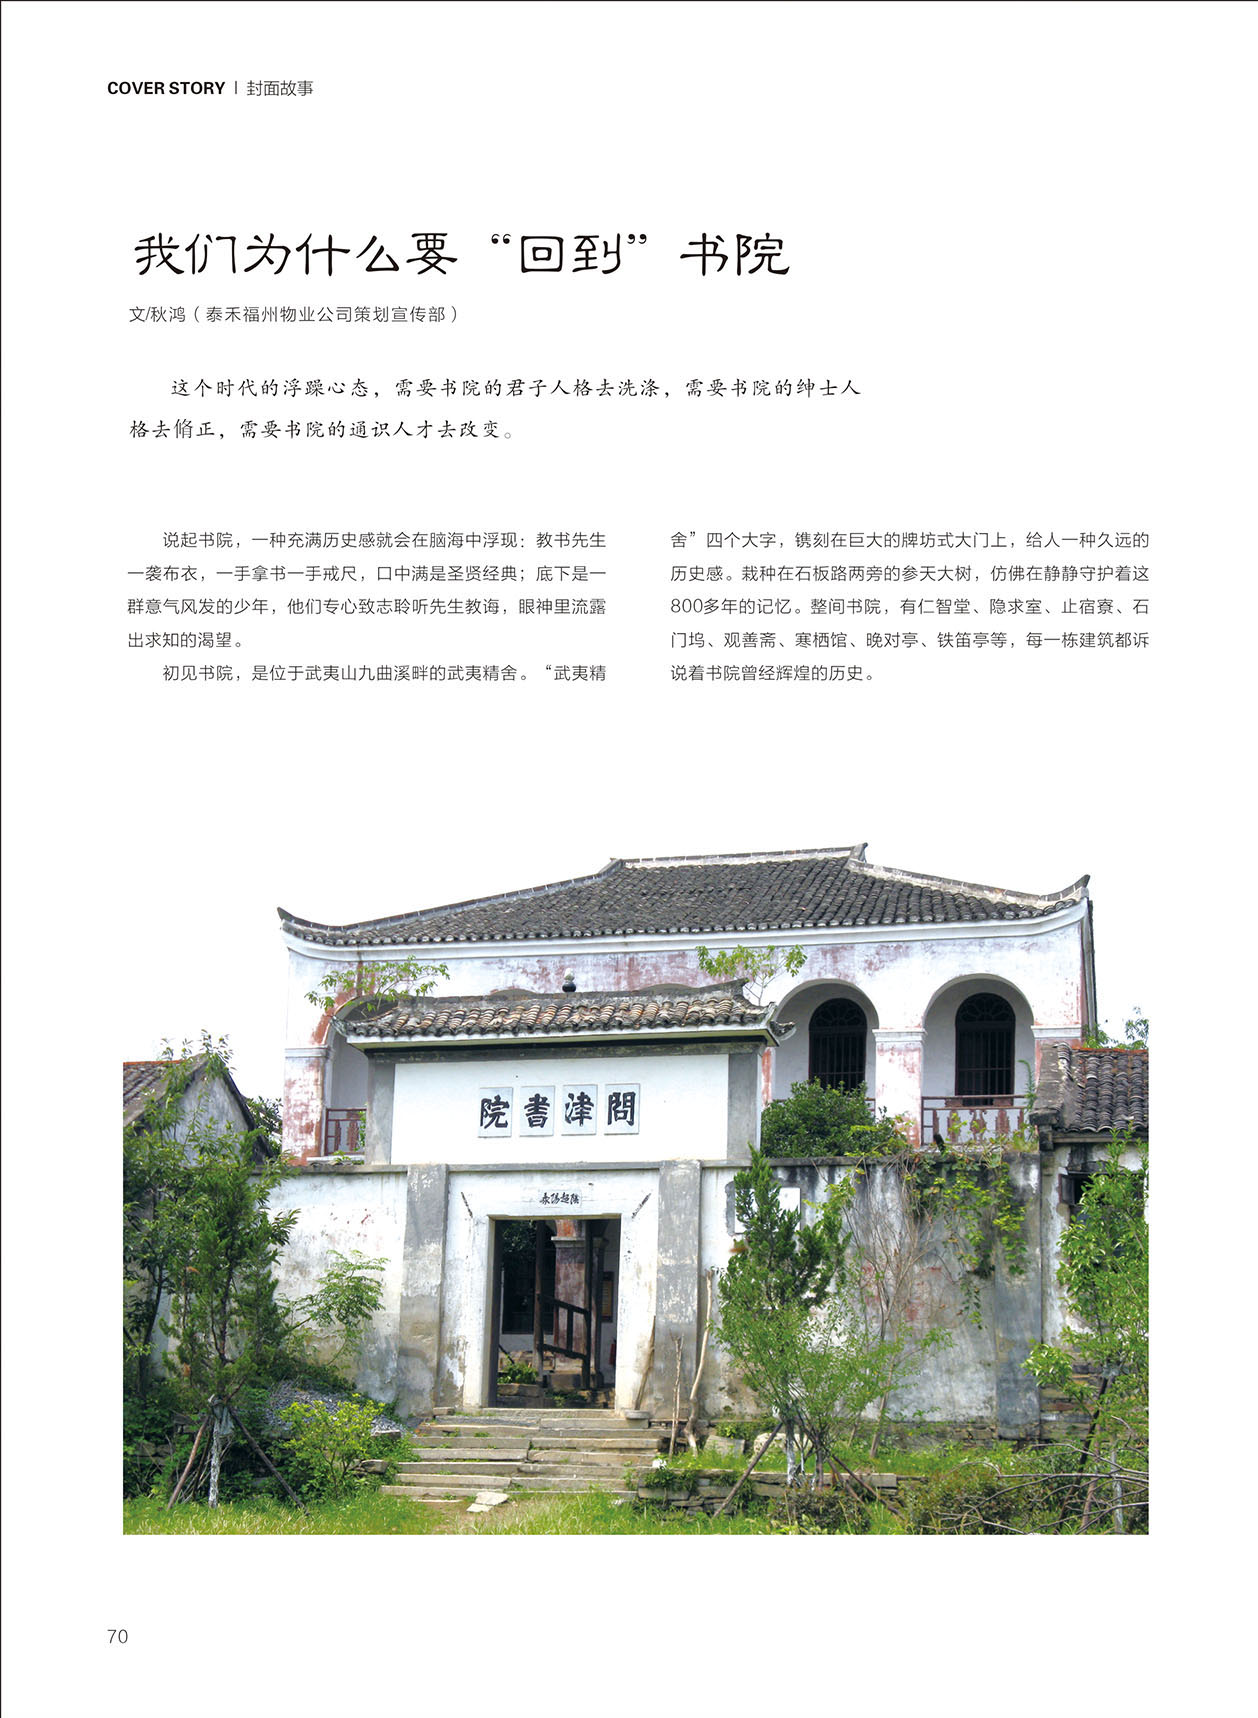 COVER STORY | 封面故事
我们为什么要“回到”书院
文/秋鸿（泰禾福州物业公司策划宣传部）
这个时代的浮躁心态，需要书院的君子人格去洗涤，需要书院的绅士人
格去脩正，需要书院的通识人才去改变。
说起书院，一种充满历史感就会在脑海中浮现：教书先生
一袭布衣，一手拿书一手戒尺，口中满是圣贤经典；底下是一
群意气风发的少年，他们专心致志聆听先生教诲，眼神里流露
出求知的渴望。
初见书院，是位于武夷山九曲溪畔的武夷精舍。“武夷精
舍”四个大字，镌刻在巨大的牌坊式大门上，给人一种久远的
历史感。栽种在石板路两旁的参天大树，仿佛在静静守护着这
800多年的记忆。整间书院，有仁智堂、隐求室、止宿寮、石
门坞、观善斋、寒栖馆、晚对亭、铁笛亭等，每一栋建筑都诉
说着书院曾经辉煌的历史。
問津書院
70